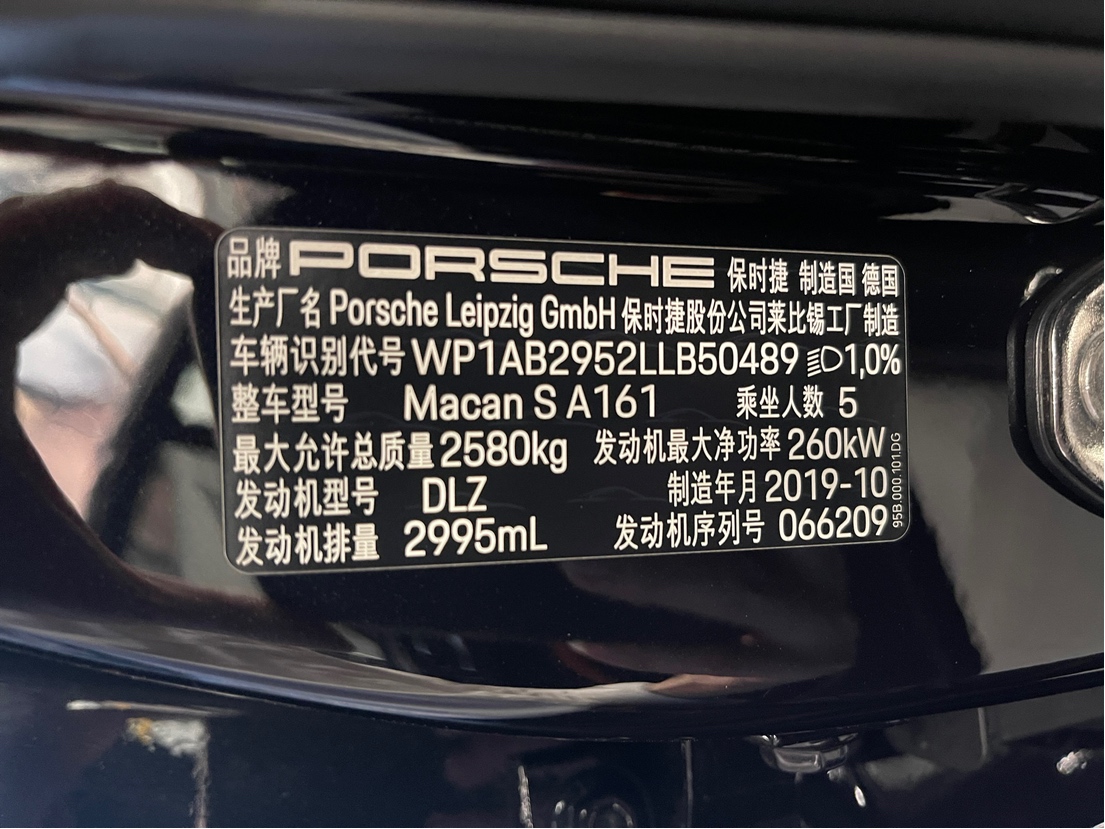 品牌 PORSCHE 保时捷 制造国 德国
生产厂名 Porsche Leipzig GmbH 保时捷股份公司莱比锡工厂制造
车辆识别代号 WP1AB2952LLB50489 1,0%
整车型号 Macan S A161 乘坐人数 5
最大允许总质量 2580kg 发动机最大净功率 260kW
发动机型号 DLZ 制造年月 2019-10
发动机排量 2995mL 发动机序列号 066209
95B.000.101.DG